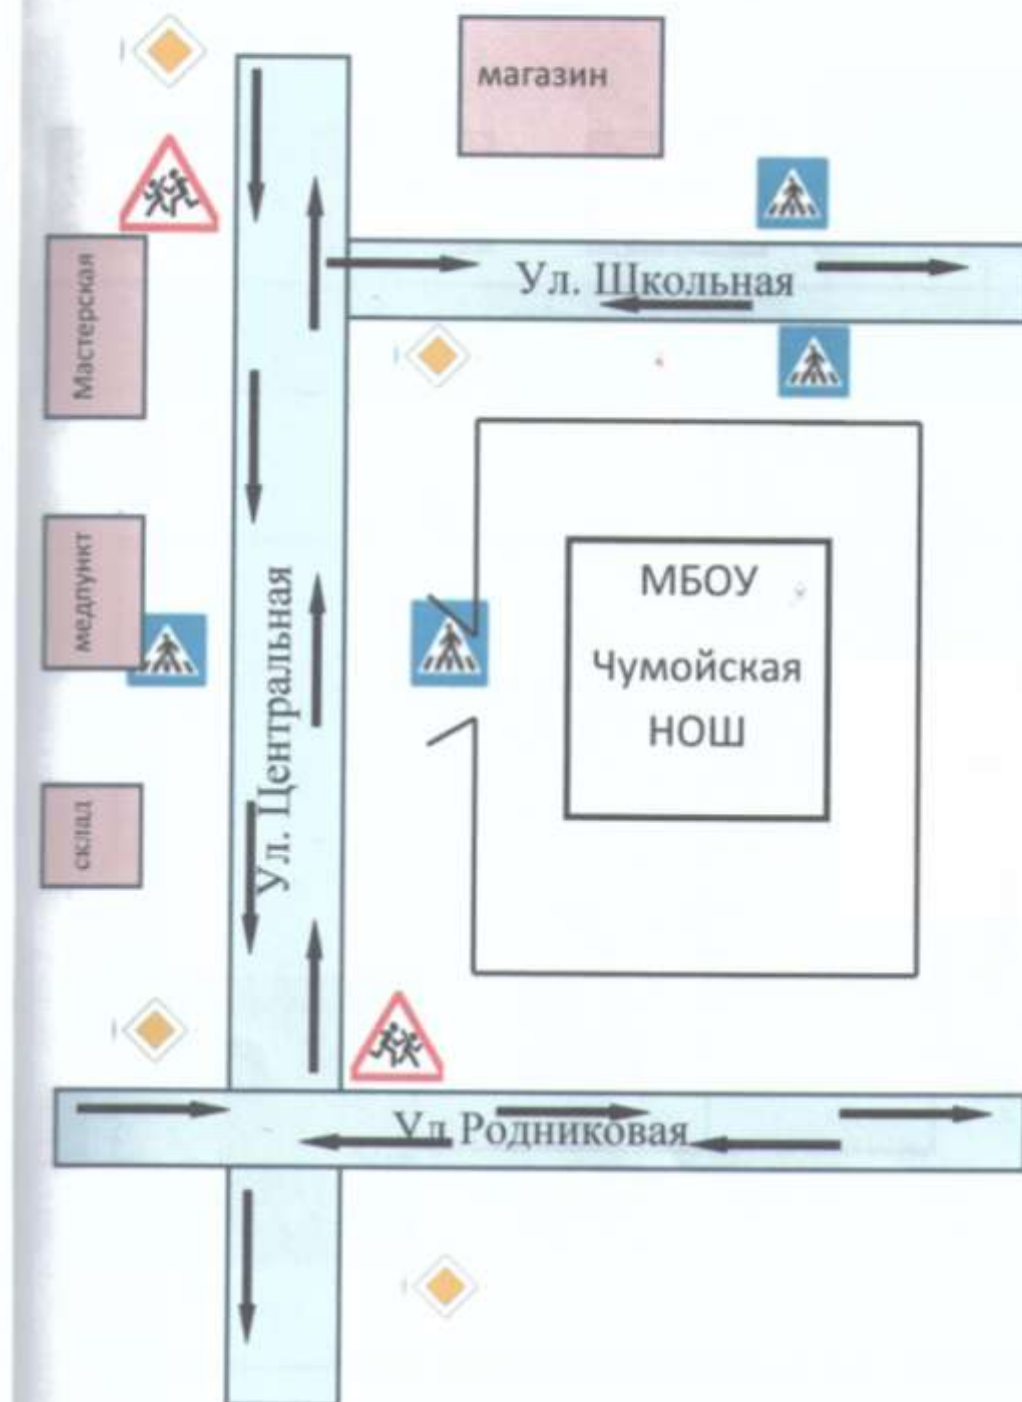 магазин
Ул. Школьная
Мастерская
медпункт
МБОУ
Чумойская
НОШ
Ул. Центральная
склад
Ул Родниковая